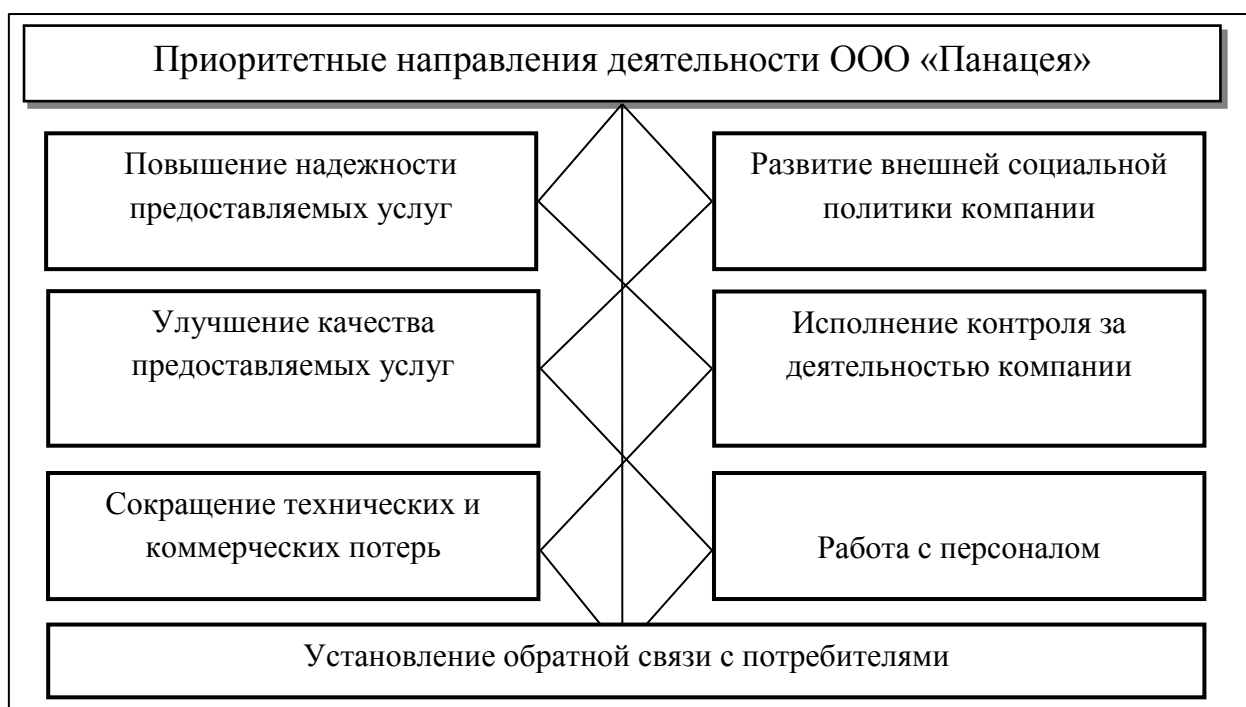 Приоритетные направления деятельности ООО «Панацея»
Повышение надежности
предоставляемых услуг
Развитие внешней социальной
политики компании
Улучшение качества
предоставляемых услуг
Исполнение контроля за
деятельностью компании
Сокращение технических и
коммерческих потерь
Работа с персоналом
Установление обратной связи с потребителями